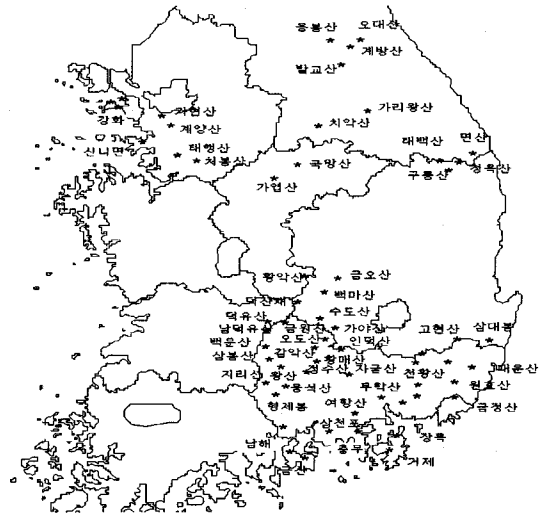 응봉산
오대산
계방산
발교산
가리왕산
치악산
강화
계양산
신니면
태행산
처봉산
태백산
면산
구룡산
청옥산
국망산
가엽산
황악산
금오산
백마산
덕산재
수도산
덕유산
남덕유산
금원산
가야산
고헌산
삼대봉
백운산
오도산
인덕산
삼봉산
감악산
황매산
지리산
왕산
정수산
자굴산
천황산
대운산
웅석산
무학산
원효산
형제봉
여항산
금정산
삼천포
장목
남해
충무
거제
금산